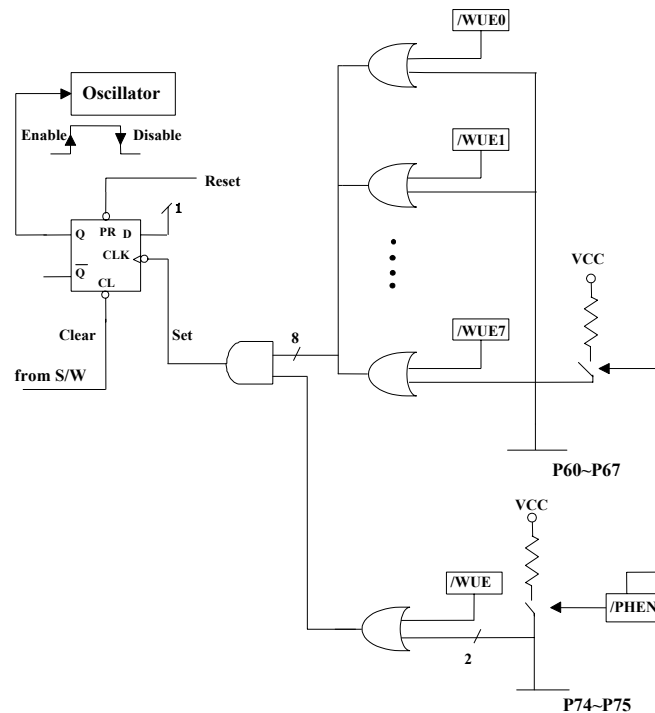 /WUE0
Oscillator
Enable
Disable
/WUE1
Reset
1
Q
PR
D
CLK
Q
CL
VCC
Clear
Set
8
/WUE7
from S/W
P60~P67
VCC
/WUE
/PHEN
2
P74~P75